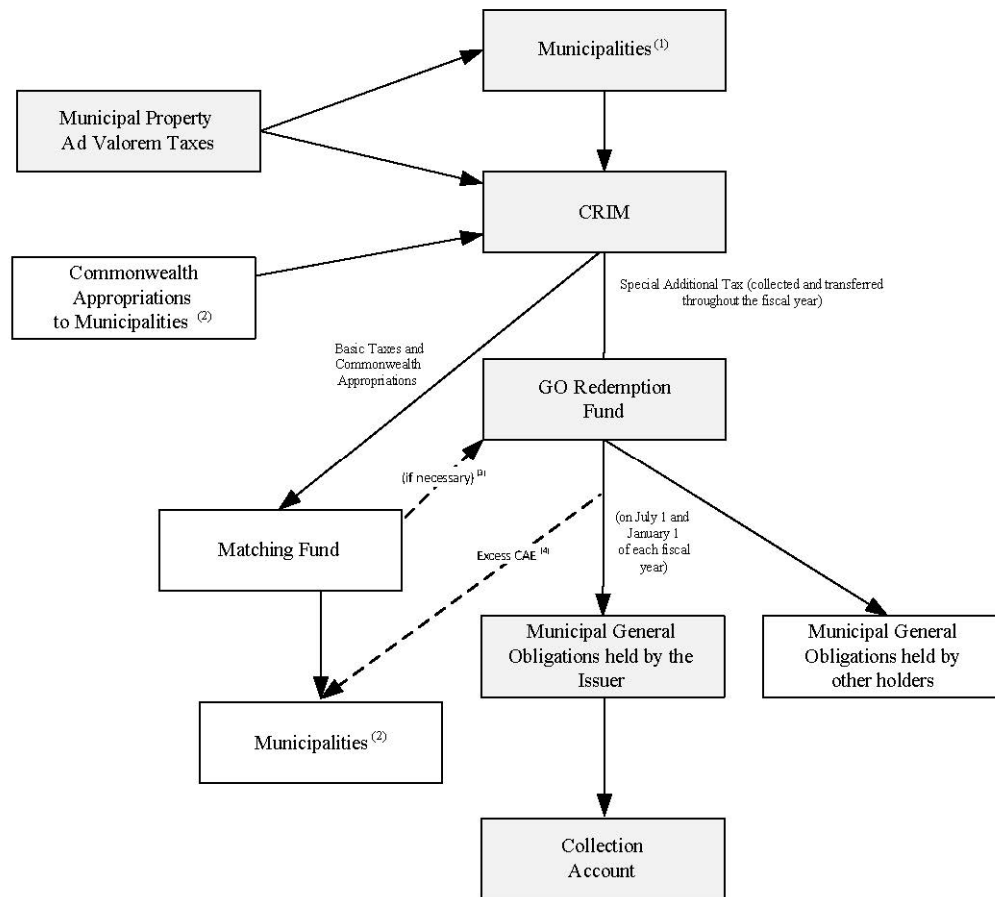 Municipalities (1)
Municipal Property
Ad Valorem Taxes
CRIM
Commonwealth
Appropriations
to Municipalities (2)
Special Additional Tax (collected and transferred
throughout the fiscal year)
Basic Taxes and
Commonwealth
Appropriations
GO Redemption
Fund
(if necessary) (3)
(on July 1 and
January 1
of each fiscal
year)
Matching Fund
Excess CAE (4)
Municipal General
Obligations held by the
Issuer
Municipal General
Obligations held by
other holders
Municipalities (2)
Collection
Account